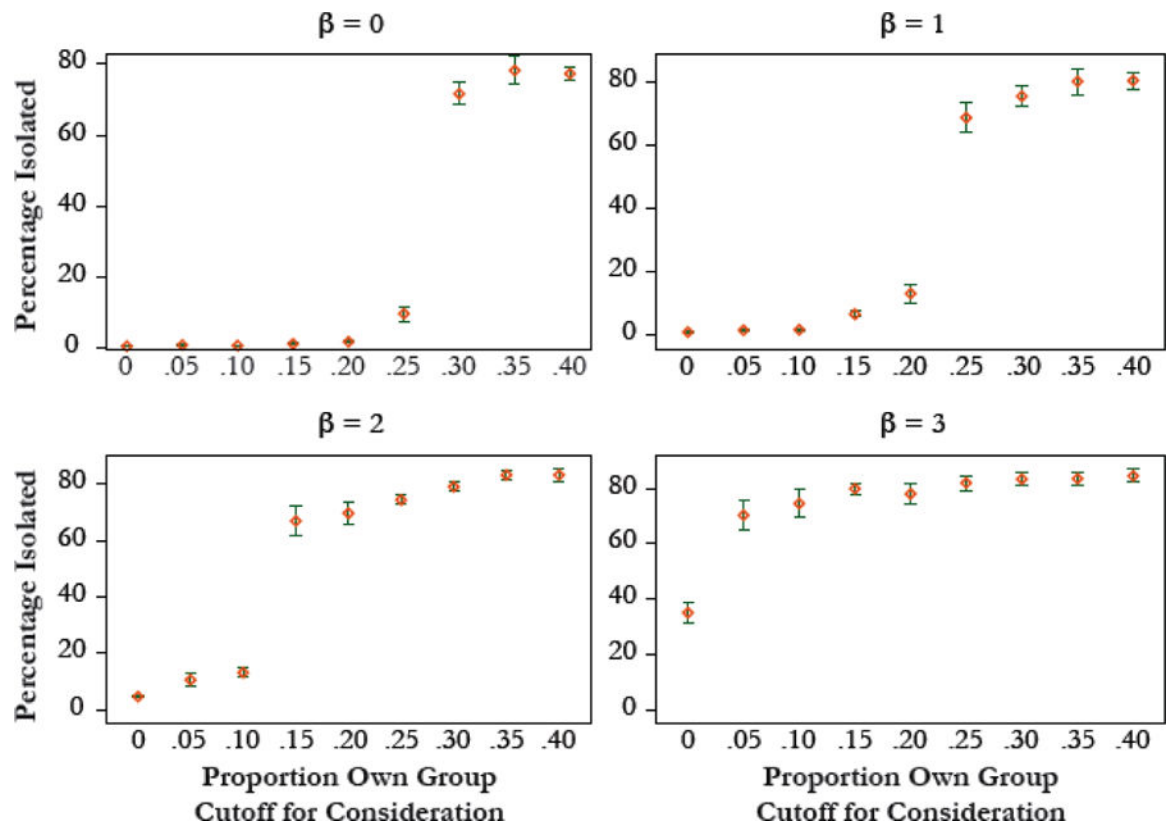 β = 0
β = 1
Percentage Isolated
80
60
40
20
0
0 .05 .10 .15 .20 .25 .30 .35 .40
80
60
40
20
0
0 .05 .10 .15 .20 .25 .30 .35 .40
β = 2
β = 3
Percentage Isolated
80
60
40
20
0
0 .05 .10 .15 .20 .25 .30 .35 .40
80
60
40
20
0
0 .05 .10 .15 .20 .25 .30 .35 .40
Proportion Own Group
Cutoff for Consideration
Proportion Own Group
Cutoff for Consideration